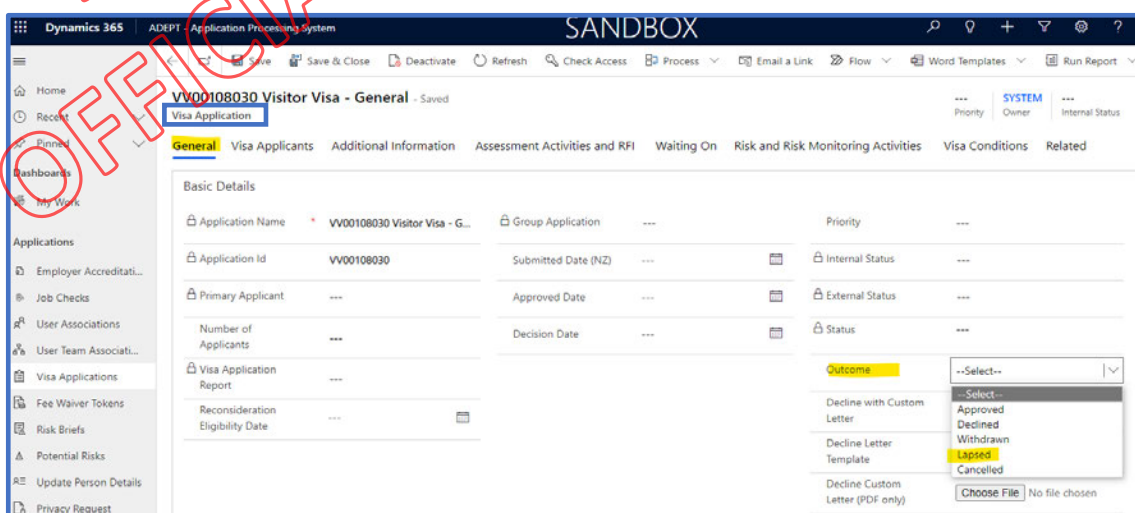 Dynamics 365 ADEPT - Application Processing System SANDBOX
Save Save & Close Deactivate Refresh Check Access Process Email a Link Flow Word Templates Run Report
Home
Recent
Pinned
Dashboards
My Work
Applications
Employer Accreditati...
Job Checks
User Associations
User Team Associati...
Visa Applications
Fee Waiver Tokens
Risk Briefs
Potential Risks
Update Person Details
Privacy Request
VV00108030 Visitor Visa - General - Saved
Visa Application
--- SYSTEM ---
Priority Owner Internal Status
General Visa Applicants Additional Information Assessment Activities and RFI Waiting On Risk and Risk Monitoring Activities Visa Conditions Related
Basic Details
Application Name * VV00108030 Visitor Visa - G...
Application Id VV00108030
Primary Applicant ---
Number of
Applicants ---
Visa Application
Report ---
Reconsideration
Eligibility Date ---
Group Application ---
Submitted Date (NZ) ---
Approved Date ---
Decision Date ---
Priority ---
Internal Status ---
External Status ---
Status ---
Outcome --Select--
--Select--
Approved
Declined
Withdrawn
Lapsed
Cancelled
Decline with Custom
Letter
Decline Letter
Template
Decline Custom
Letter (PDF only) Choose File No file chosen
OFFICIA